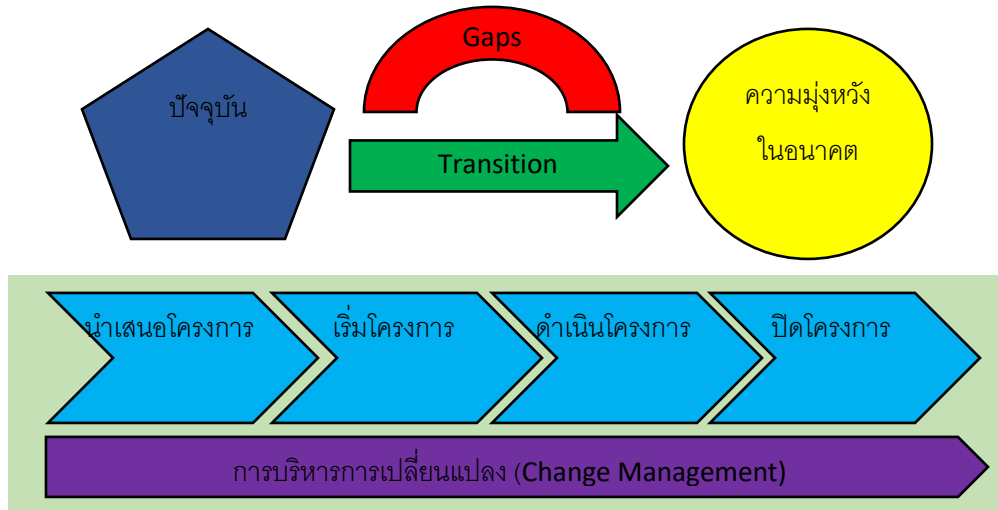 Gaps
ปัจจุบัน
ความมุ่งหวัง
ในอนาคต
Transition
นำเสนอโครงการ
เริ่มโครงการ
ดำเนินโครงการ
ปิดโครงการ
การบริหารการเปลี่ยนแปลง (Change Management)